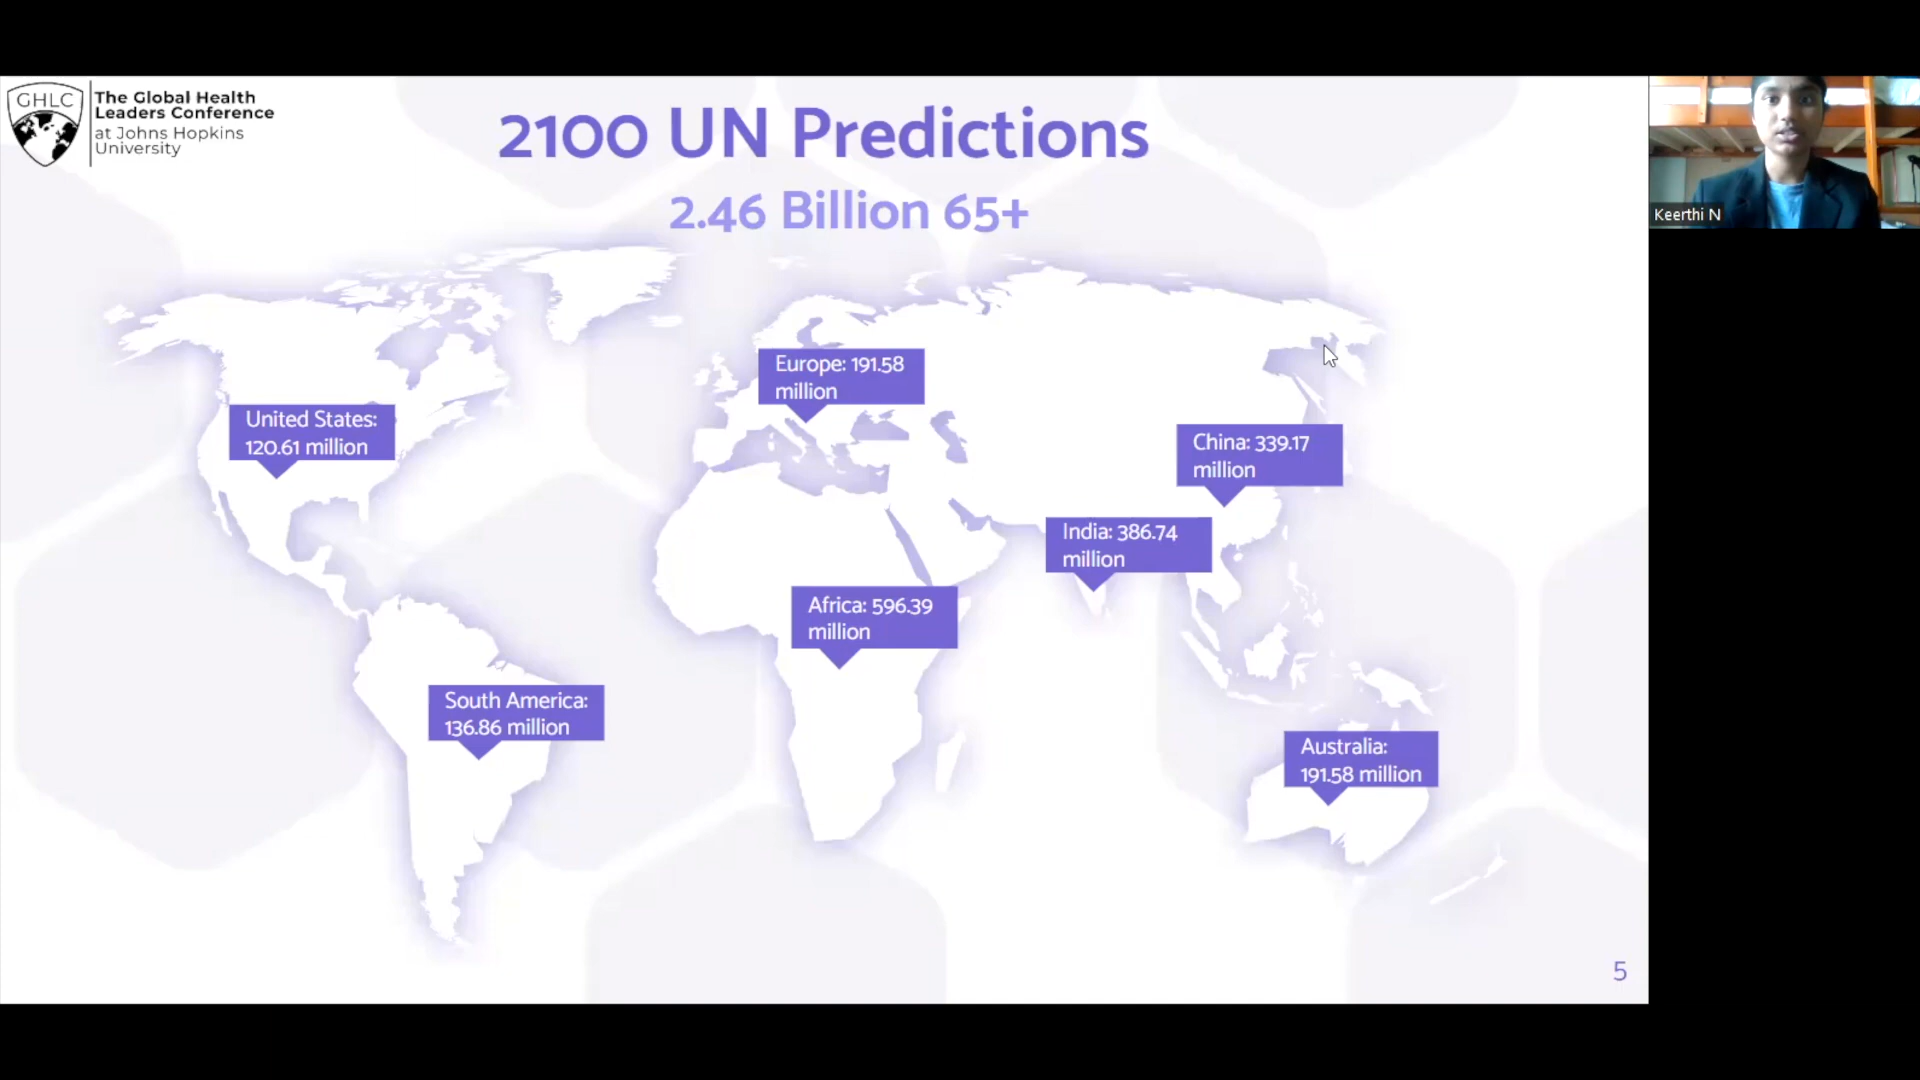 GHLC
The Global Health
Leaders Conference
at Johns Hopkins
University
2100 UN Predictions
2.46 Billion 65+
Keerthi N
Europe: 191.58
million
United States:
120.61 million
China: 339.17
million
India: 386.74
million
Africa: 596.39
million
South America:
136.86 million
Australia:
191.58 million
5